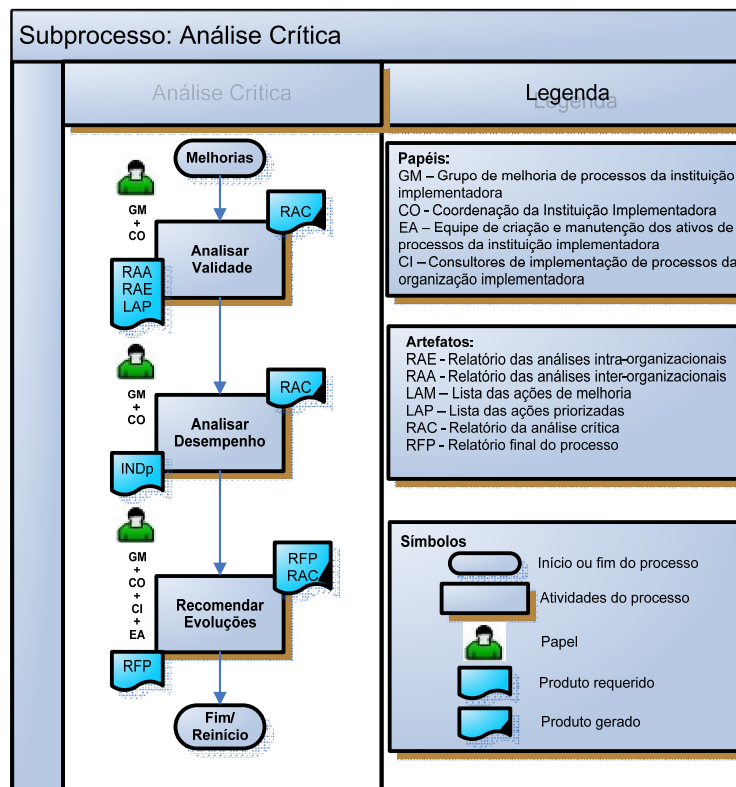 Subprocesso: Análise Crítica
Análise Crítica
Melhorias
GM
+
CO
RAC
Analisar
Validade
RAA
RAE
LAP
GM
+
CO
RAC
Analisar
Desempenho
INDp
GM
+
CO
+
CI
+
EA
RFP
RAC
Recomendar
Evoluções
RFP
Fim/
Reinício
Legenda
Legenda
Papéis:
GM – Grupo de melhoria de processos da instituição
implementadora
CO - Coordenação da Instituição Implementadora
EA – Equipe de criação e manutenção dos ativos de
processos da instituição implementadora
CI – Consultores de implementação de processos da
organização implementadora
Artefatos:
RAE - Relatório das análises intra-organizacionais
RAA - Relatório das análises inter-organizacionais
LAM – Lista das ações de melhoria
LAP – Lista das ações priorizadas
RAC – Relatório da análise crítica
RFP - Relatório final do processo
Símbolos
Início ou fim do processo
Atividades do processo
Papel
Produto requerido
Produto gerado